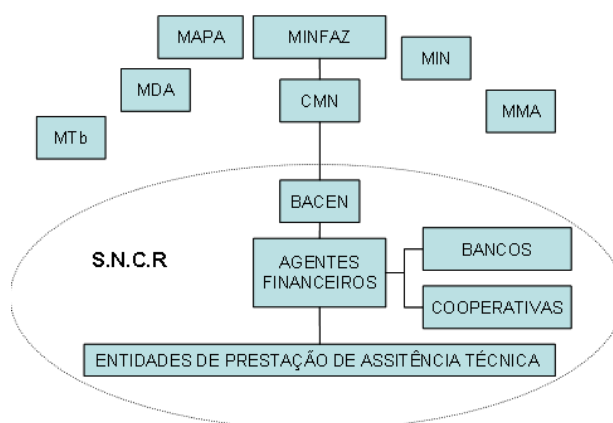 MAPA
MINFAZ
MIN
MDA
CMN
MMA
MTb
BACEN
S.N.C.R
AGENTES
FINANCEIROS
BANCOS
COOPERATIVAS
ENTIDADES DE PRESTAÇÃO DE ASSITÊNCIA TÉCNICA